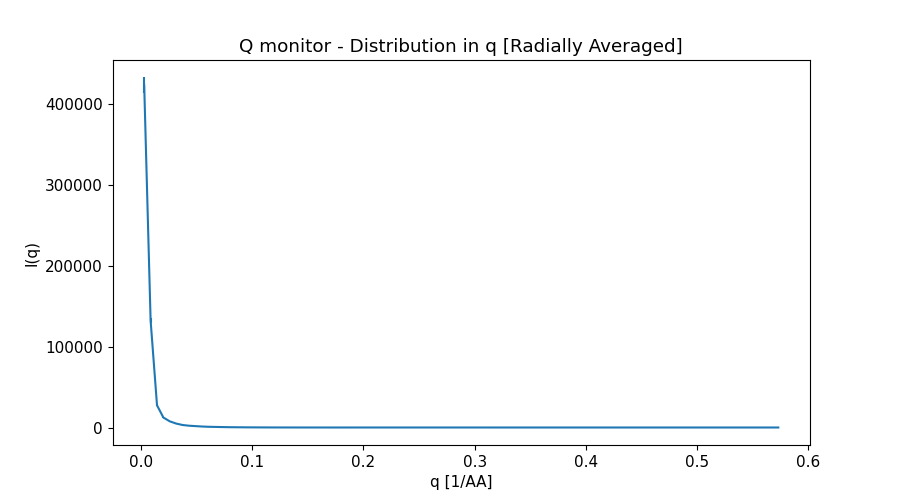 Q monitor - Distribution in q [Radially Averaged]
400000
300000
200000
100000
0
I(q)
0.0 0.1 0.2 0.3 0.4 0.5 0.6
q [1/AA]